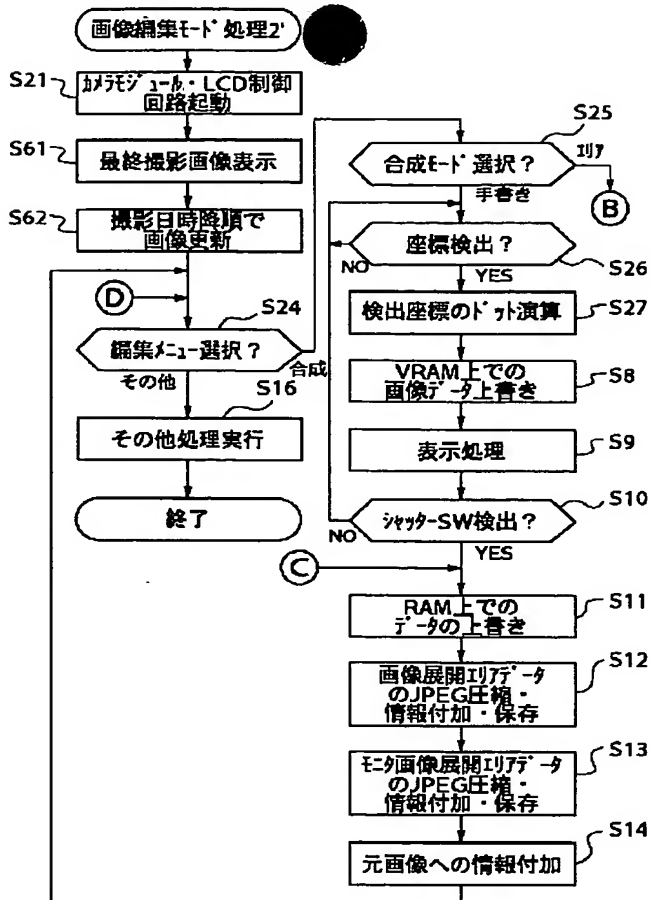 画像編集モード処理2'
S21
カメラモジュール・LCD制御
回路起動
S61
最終撮影画像表示
S62
撮影日時降順で
画像更新
D
S24
編集メニュー選択?
合成
その他
S16
その他処理実行
終了
S25
合成モード選択?
エリア
B
手書き
座標検出?
NO
YES
S26
検出座標のドット演算
S27
VRAM上での
画像データ上書き
S8
表示処理
S9
S10
シャッターSW検出?
NO
YES
C
RAM上での
データの上書き
S11
画像展開エリアデータ
のJPEG圧縮・
情報付加・保存
S12
モニタ画像展開エリアデータ
のJPEG圧縮・
情報付加・保存
S13
元画像への情報付加
S14